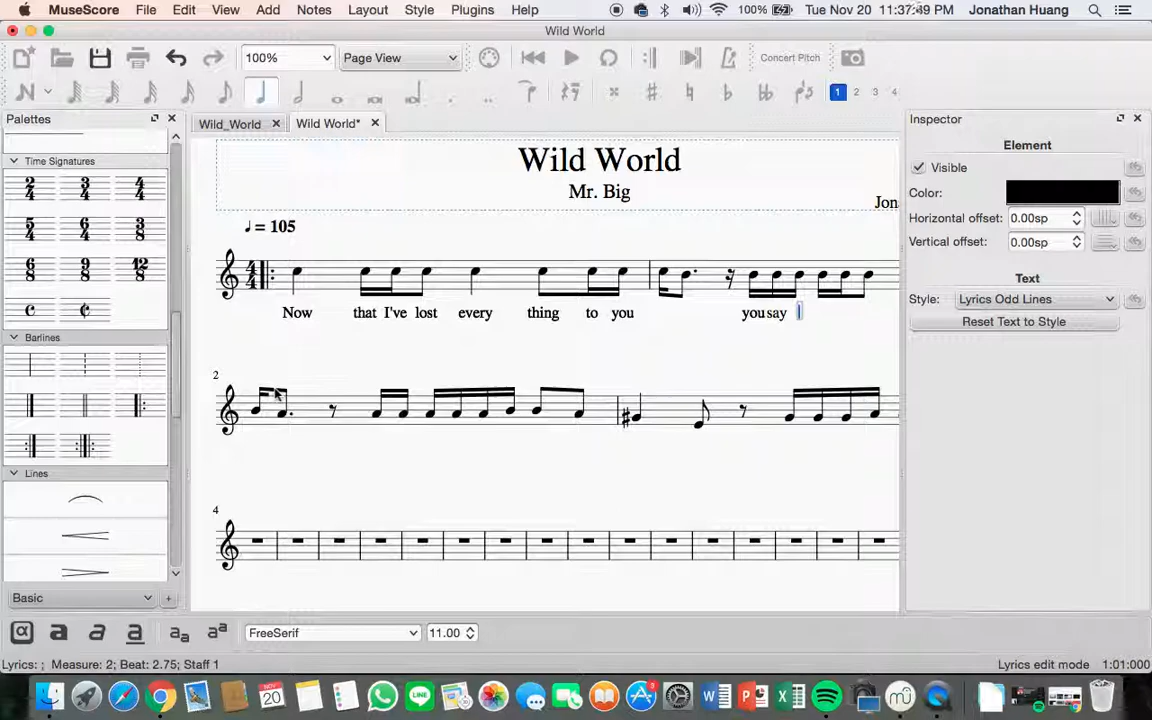 MuseScore File Edit View Add Notes Layout Style Plugins Help 100% Tue Nov 20 11:37:49 PM Jonathan Huang
Wild World
100% Page View Concert Pitch
1 2 3 4
Palettes
Wild_World
Wild World*
Inspector
Time Signatures
Barlines
Lines
Basic
Wild World
Mr. Big
Jon
= 105
Now that I've lost every thing to you you say
2
4
Element
Visible
Color:
Horizontal offset: 0.00sp
Vertical offset: 0.00sp
Text
Style: Lyrics Odd Lines
Reset Text to Style
FreeSerif 11.00
Lyrics: ; Measure: 2; Beat: 2.75; Staff 1
Lyrics edit mode 1:01:000